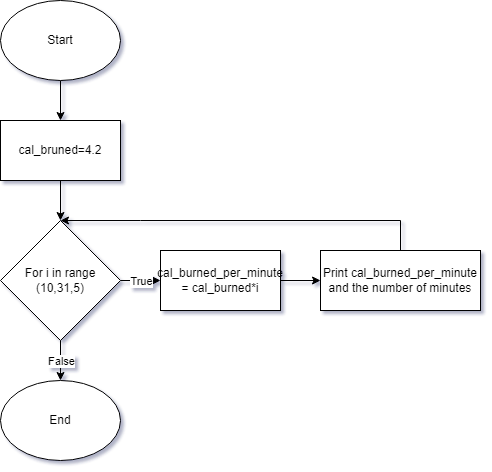 Start
cal_bruned=4.2
For i in range
(10,31,5)
True
cal_burned_per_minute
= cal_burned*i
Print cal_burned_per_minute
and the number of minutes
False
End